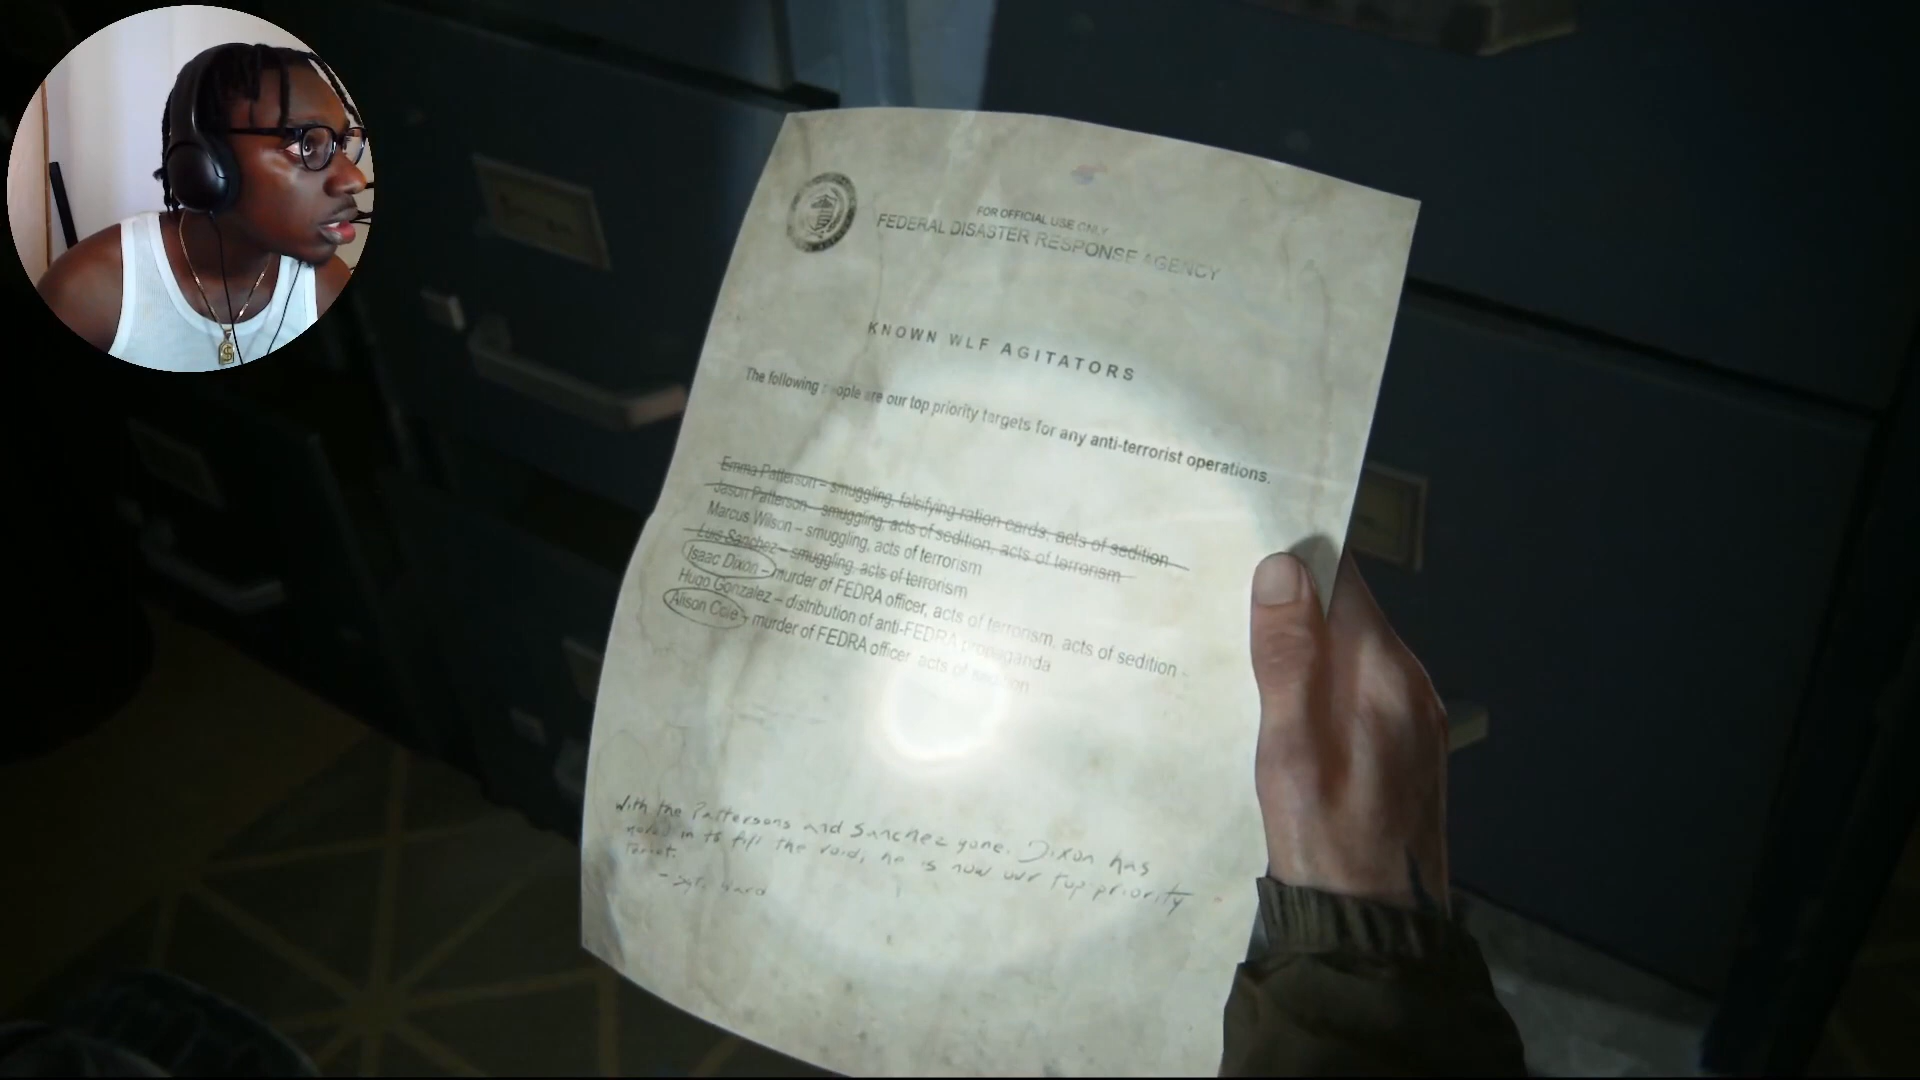 FOR OFFICIAL USE ONLY
FEDERAL DISASTER RESPONSE AGENCY
KNOWN WLF AGITATORS
The following people are our top priority targets for any anti-terrorist operations.
Emma Patterson – smuggling, falsifying ration cards, acts of sedition
Jason Patterson – smuggling, acts of sedition, acts of terrorism
Marcus Wilson – smuggling, acts of terrorism
Luis Sanchez – smuggling, acts of terrorism
Isaac Dixon – murder of FEDRA officer, acts of terrorism, acts of sedition -
Hugo Gonzalez – distribution of anti-FEDRA propaganda
Alison Cole – murder of FEDRA officer, acts of sedition
With the Pattersons and Sanchez gone. Dixon has
moved in to fill the void, he is now our top priority
target.
- Sgt.